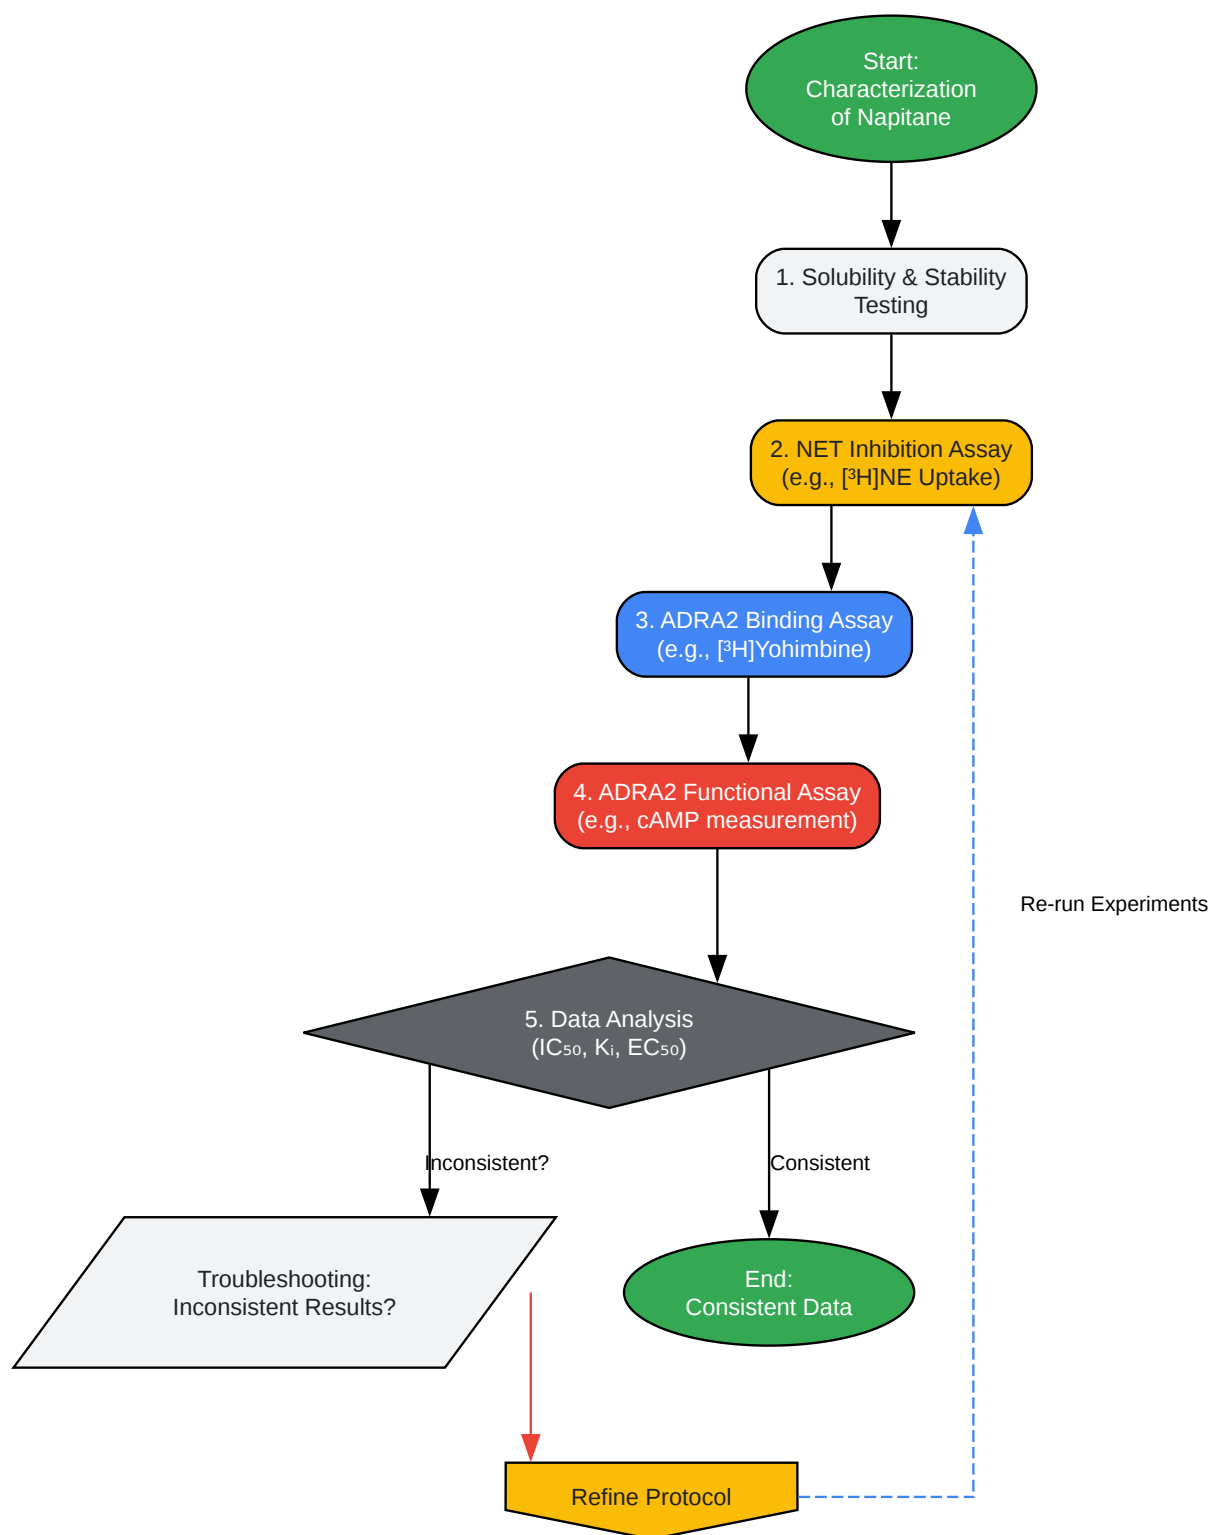 Start:
Characterization
of Napitane
1. Solubility & Stability
Testing
2. NET Inhibition Assay
(e.g., [³H]NE Uptake)
3. ADRA2 Binding Assay
(e.g., [³H]Yohimbine)
4. ADRA2 Functional Assay
(e.g., cAMP measurement)
Re-run Experiments
5. Data Analysis
(IC₅₀, Kᵢ, EC₅₀)
Inconsistent?
Consistent
Troubleshooting:
Inconsistent Results?
End:
Consistent Data
Refine Protocol